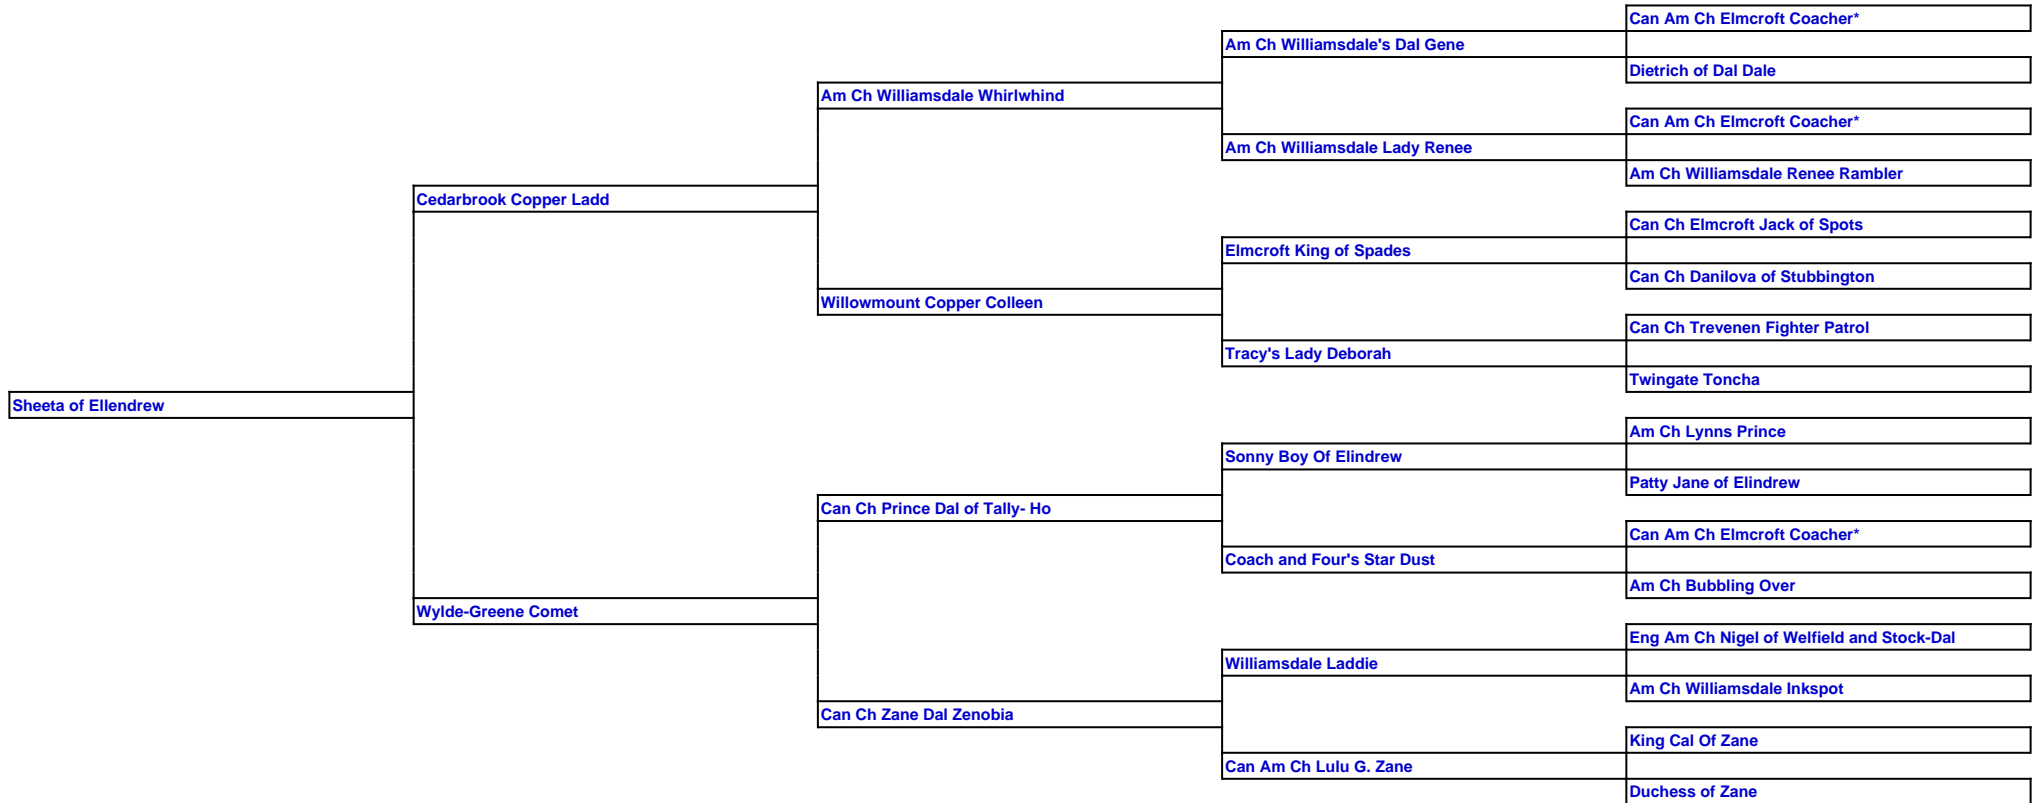 Can Am Ch Elmcroft Coacher*
Am Ch Williamsdale's Dal Gene
Dietrich of Dal Dale
Am Ch Williamsdale Whirlwhind
Can Am Ch Elmcroft Coacher*
Am Ch Williamsdale Lady Renee
Am Ch Williamsdale Renee Rambler
Cedarbrook Copper Ladd
Can Ch Elmcroft Jack of Spots
Elmcroft King of Spades
Can Ch Danilova of Stubbington
Willowmount Copper Colleen
Can Ch Trevenen Fighter Patrol
Tracy's Lady Deborah
Twingate Toncha
Sheeta of Ellendrew
Am Ch Lynns Prince
Sonny Boy Of Elindrew
Patty Jane of Elindrew
Can Ch Prince Dal of Tally- Ho
Can Am Ch Elmcroft Coacher*
Coach and Four's Star Dust
Am Ch Bubbling Over
Wylde-Greene Comet
Eng Am Ch Nigel of Welfield and Stock-Dal
Williamsdale Laddie
Am Ch Williamsdale Inkspot
Can Ch Zane Dal Zenobia
King Cal Of Zane
Can Am Ch Lulu G. Zane
Duchess of Zane